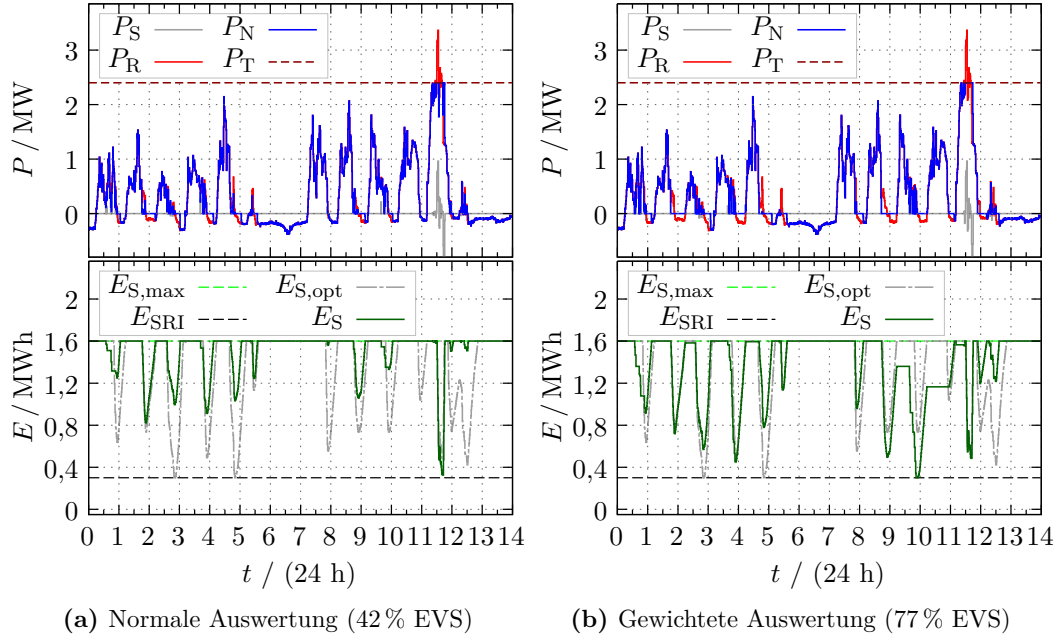 P_S P_N P_S P_N
P_R P_T P_R P_T
P / MW P / MW
3 3
2 2
1 1
0 0
E_S,max E_S,opt E_S,max E_S,opt
E_SRI E_S E_SRI E_S
E / MWh E / MWh
2 2
1,6 1,6
1,2 1,2
0,8 0,8
0,4 0,4
0 0
0 1 2 3 4 5 6 7 8 9 10 11 12 13 14 0 1 2 3 4 5 6 7 8 9 10 11 12 13 14
t / (24 h) t / (24 h)
(a) Normale Auswertung (42 % EVS) (b) Gewichtete Auswertung (77 % EVS)